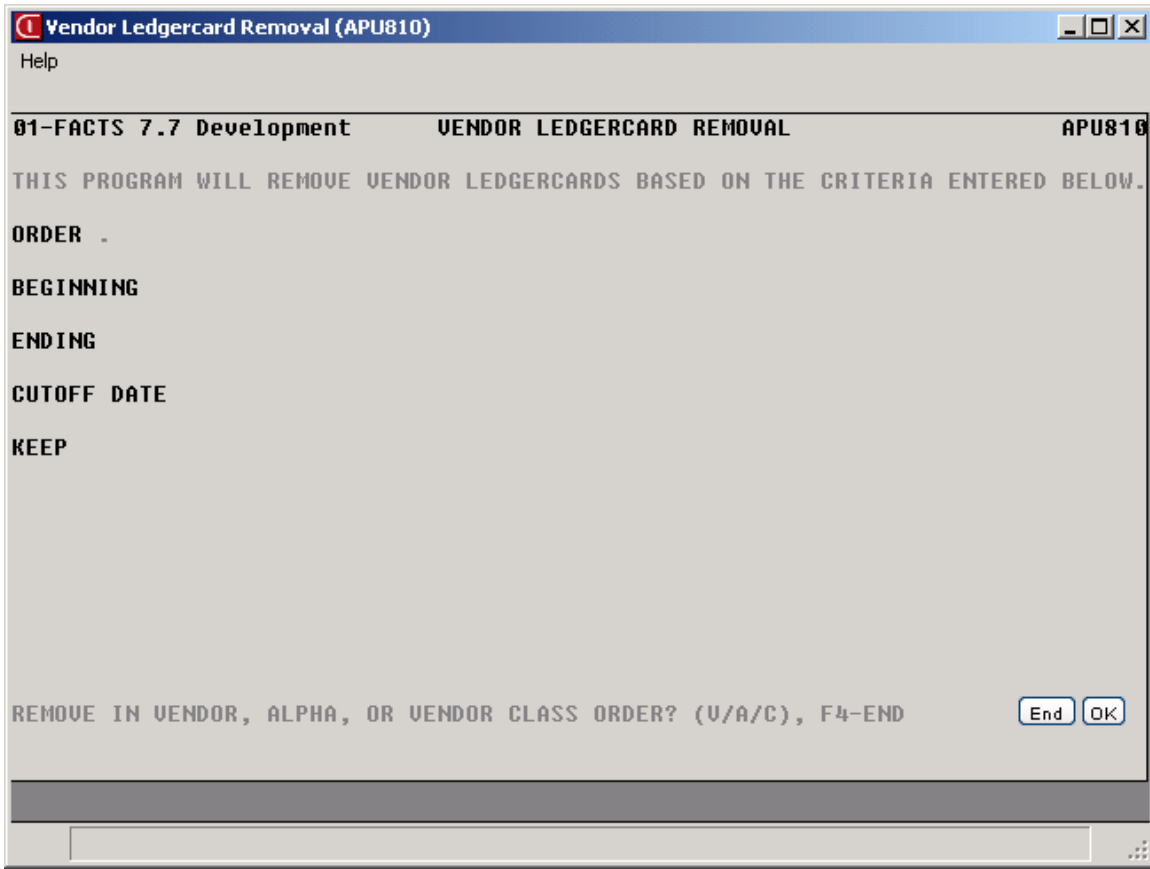 Vendor Ledgercard Removal (APU810)
Help
01-FACTS 7.7 Development VENDOR LEDGERCARD REMOVAL APU810
THIS PROGRAM WILL REMOVE VENDOR LEDGERCARDS BASED ON THE CRITERIA ENTERED BELOW.
ORDER .
BEGINNING
ENDING
CUTOFF DATE
KEEP
REMOVE IN VENDOR, ALPHA, OR VENDOR CLASS ORDER? (V/A/C), F4-END End OK